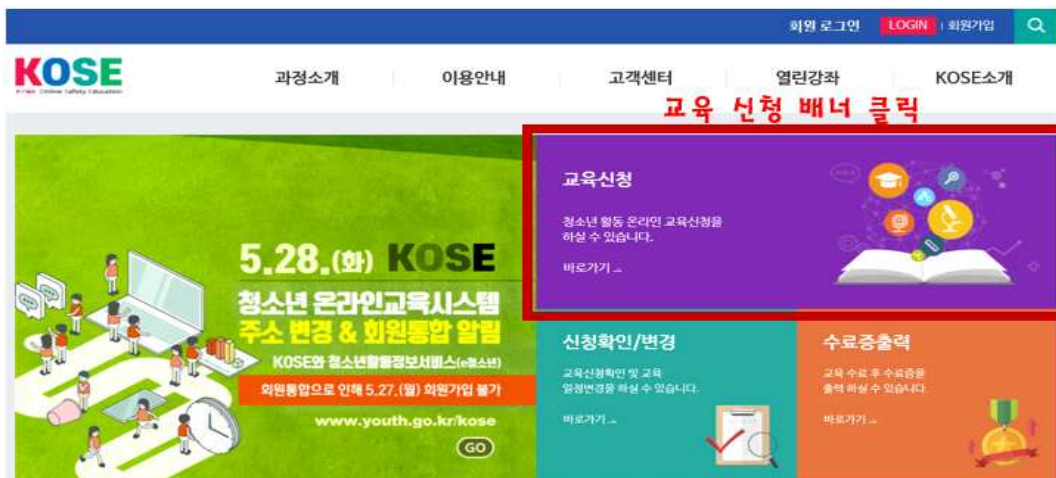 회원 로그인 LOGIN | 회원가입
KOSE
Korea Online Safety Education
과정소개 이용안내 고객센터 열린강좌 KOSE소개
교육 신청 배너 클릭
5.28.(화) KOSE
청소년 온라인교육시스템
주소 변경 & 회원통합 알림
KOSE와 청소년활동정보서비스(e청소년)
회원통합으로 인해 5.27.(월) 회원가입 불가
www.youth.go.kr/kose
GO
교육신청
청소년 활동 온라인 교육신청을
하실 수 있습니다.
바로가기
신청확인/변경
교육신청확인 및 교육
일정변경을 하실 수 있습니다.
바로가기
수료증출력
교육 수료 후 수료증을
출력 하실 수 있습니다.
바로가기